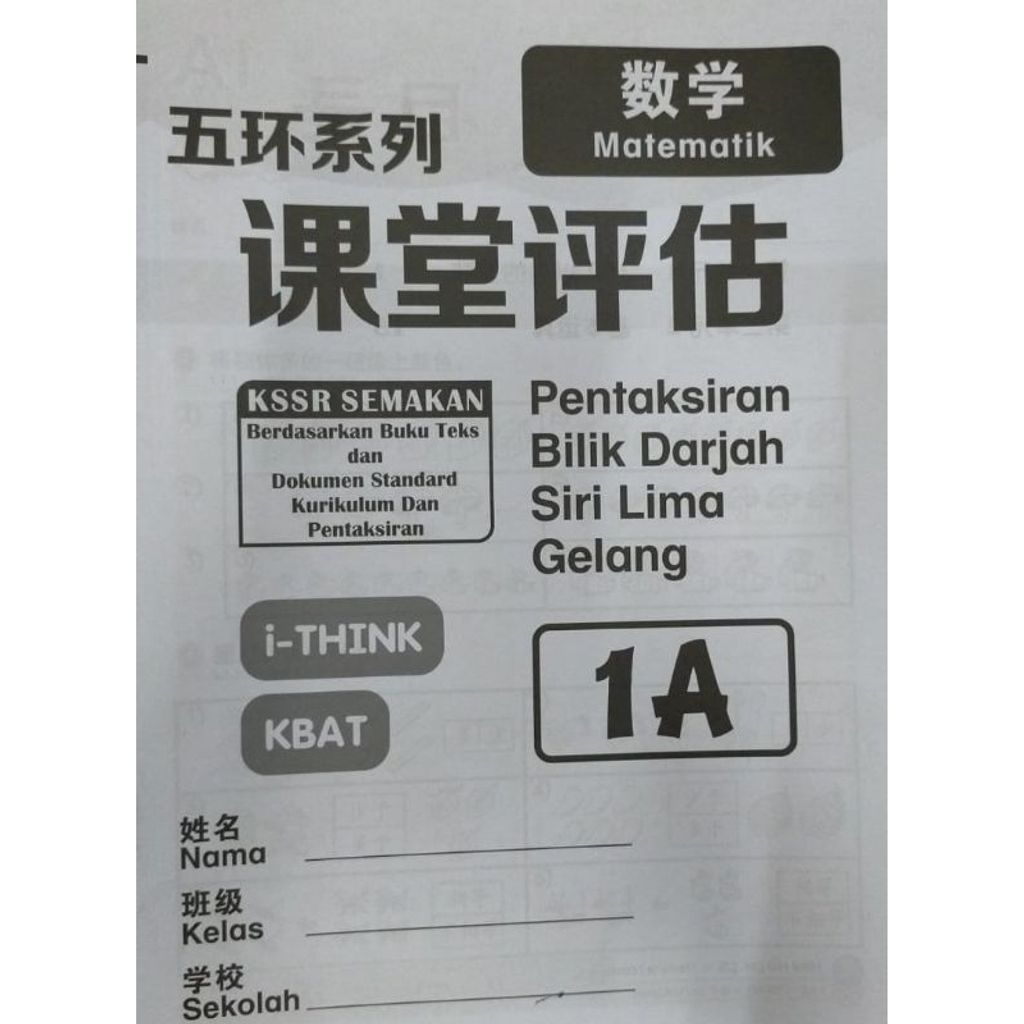 数学
Matematik
五环系列
课堂评估
KSSR SEMAKAN
Berdasarkan Buku Teks
dan
Dokumen Standard
Kurikulum Dan
Pentaksiran
Pentaksiran
Bilik Darjah
Siri Lima
Gelang
i-THINK
KBAT
1A
姓名
Nama
班级
Kelas
学校
Sekolah